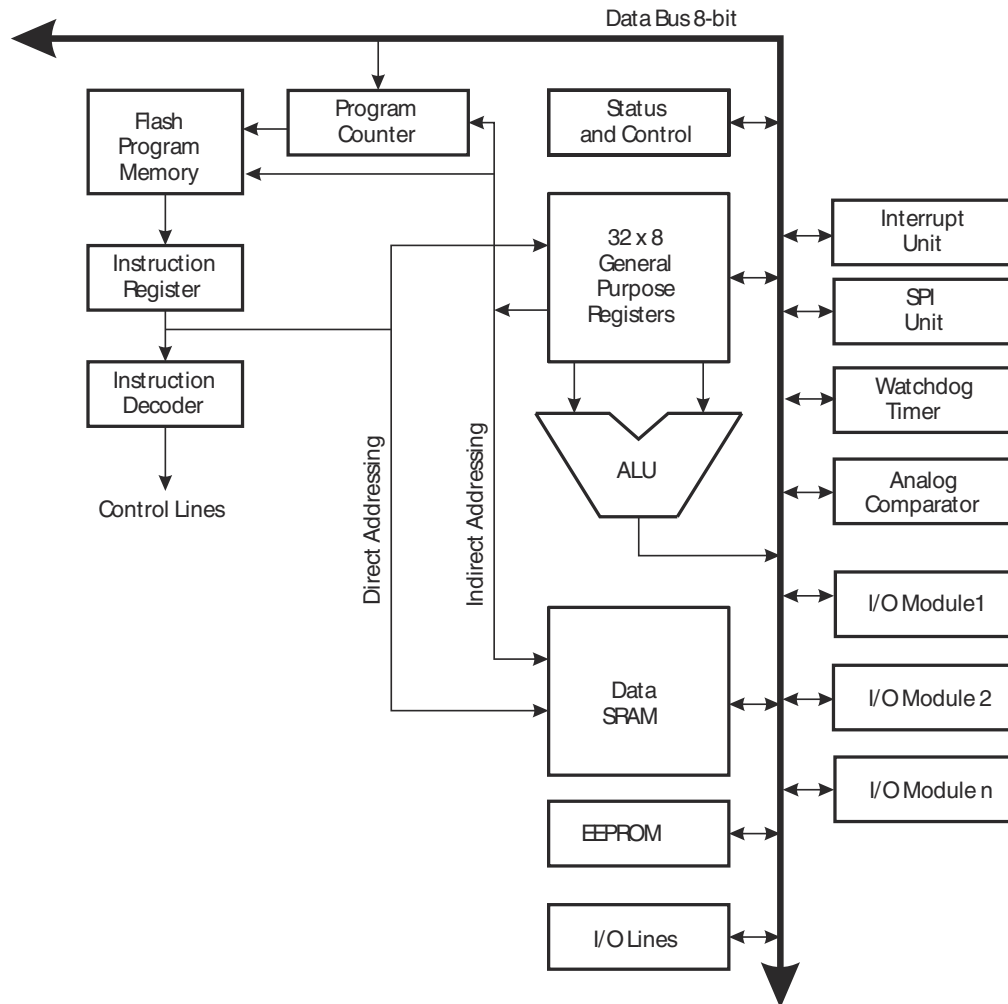 Data Bus 8-bit
Flash
Program
Memory
Program
Counter
Status
and Control
Interrupt
Unit
32 x 8
General
Purpose
Registers
Instruction
Register
SPI
Unit
Instruction
Decoder
Watchdog
Timer
Direct Addressing
Indirect Addressing
ALU
Analog
Comparator
Control Lines
I/O Module1
Data
SRAM
I/O Module 2
I/O Module n
EEPROM
I/O Lines